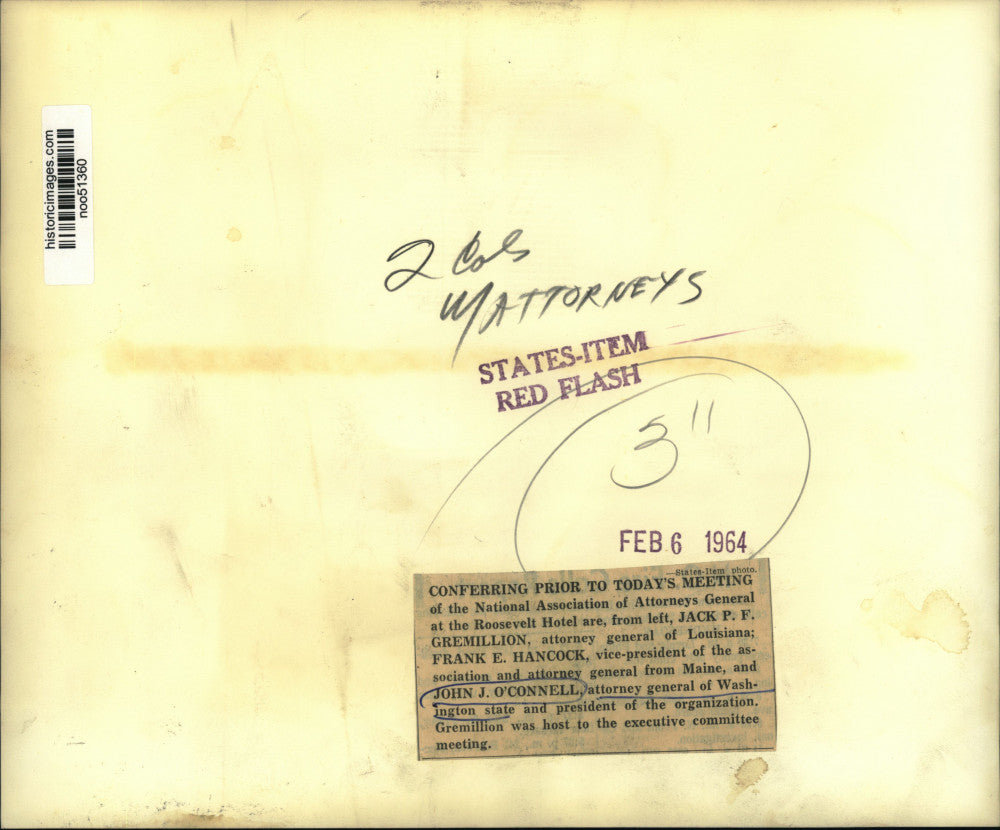 historicimages.com
noo51360
2 Cols
W/ATTORNEYS
STATES-ITEM
RED FLASH
3"
FEB 6 1964
—States-Item photo.
CONFERRING PRIOR TO TODAY'S MEETING
of the National Association of Attorneys General
at the Roosevelt Hotel are, from left, JACK P. F.
GREMILLION, attorney general of Louisiana;
FRANK E. HANCOCK, vice-president of the as-
sociation and attorney general from Maine, and
JOHN J. O'CONNELL, attorney general of Wash-
ington state and president of the organization.
Gremillion was host to the executive committee
meeting.